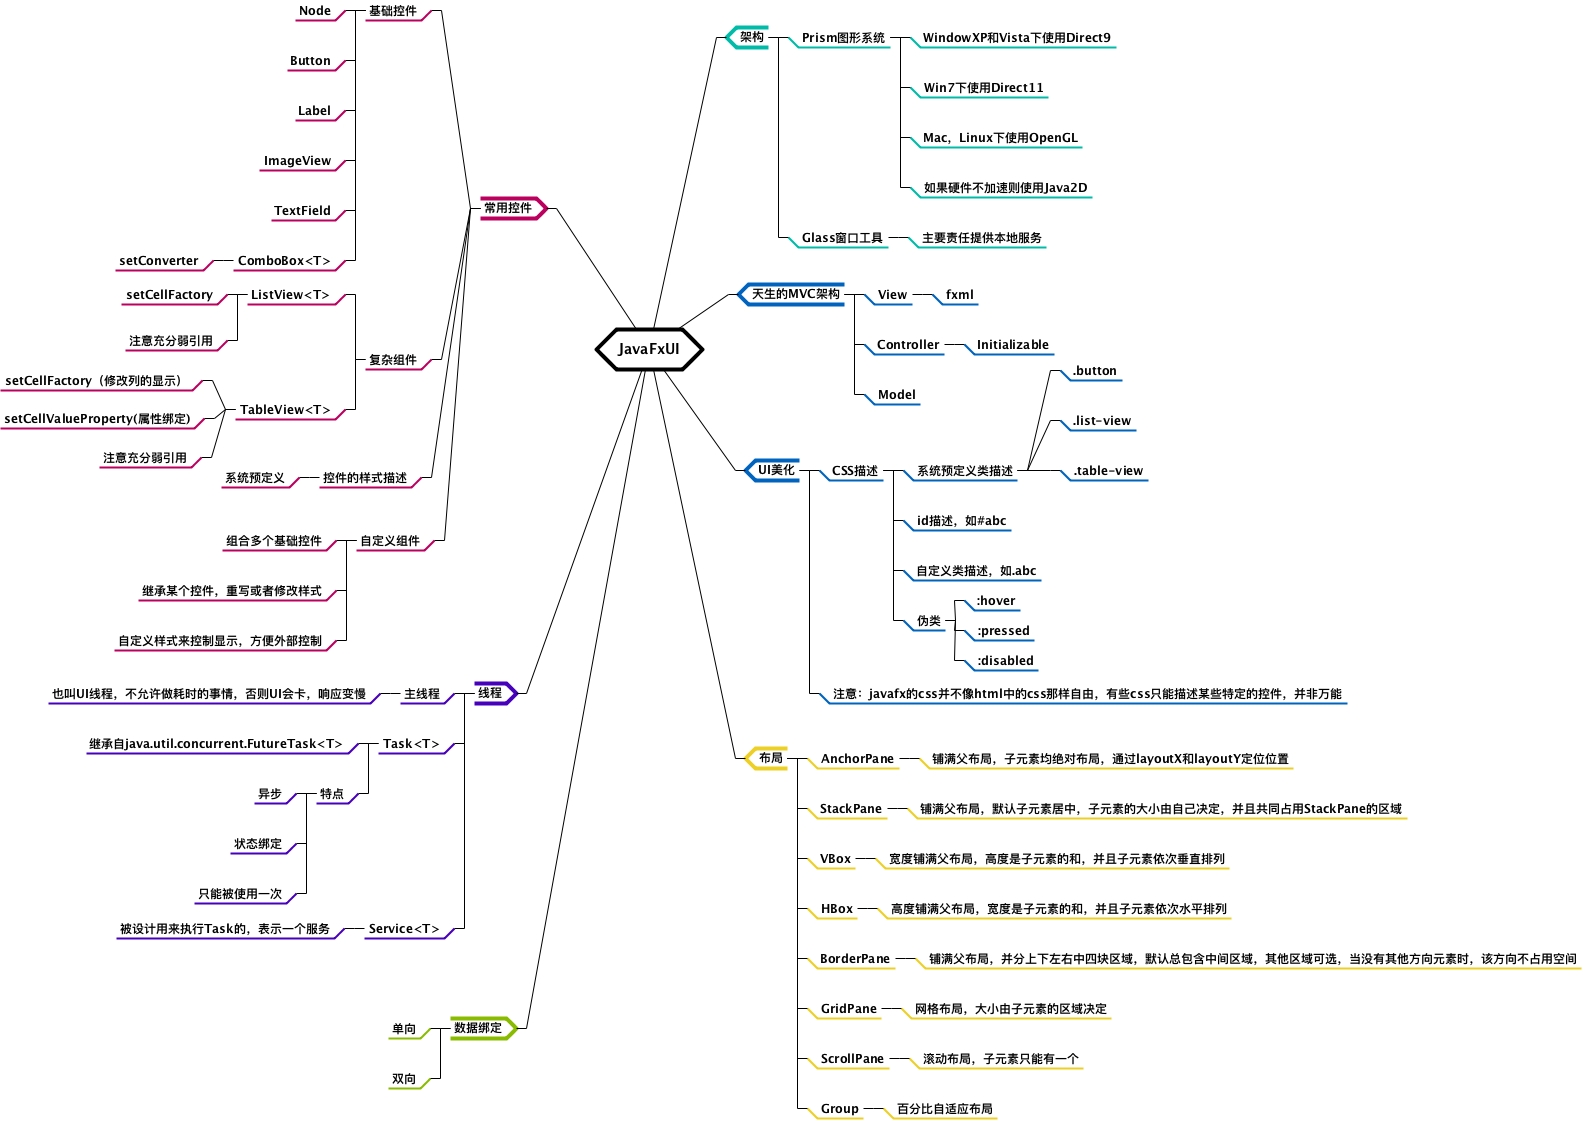 JavaFxUI
架构
Prism图形系统
WindowXP和Vista下使用Direct9
Win7下使用Direct11
Mac，Linux下使用OpenGL
如果硬件不加速则使用Java2D
Glass窗口工具
主要责任提供本地服务
天生的MVC架构
View
fxml
Controller
Initializable
Model
UI美化
CSS描述
系统预定义类描述
.button
.list-view
.table-view
id描述，如#abc
自定义类描述，如.abc
伪类
:hover
:pressed
:disabled
注意：javafx的css并不像html中的css那样自由，有些css只能描述某些特定的控件，并非万能
布局
AnchorPane
铺满父布局，子元素均绝对布局，通过layoutX和layoutY定位位置
StackPane
铺满父布局，默认子元素居中，子元素的大小由自己决定，并且共同占用StackPane的区域
VBox
宽度铺满父布局，高度是子元素的和，并且子元素依次垂直排列
HBox
高度铺满父布局，宽度是子元素的和，并且子元素依次水平排列
BorderPane
铺满父布局，并分上下左右中四块区域，默认总包含中间区域，其他区域可选，当没有其他方向元素时，该方向不占用空间
GridPane
网格布局，大小由子元素的区域决定
ScrollPane
滚动布局，子元素只能有一个
Group
百分比自适应布局
常用控件
基础控件
Node
Button
Label
ImageView
TextField
ComboBox<T>
setConverter
复杂组件
ListView<T>
setCellFactory
注意充分弱引用
TableView<T>
setCellFactory（修改列的显示）
setCellValueProperty(属性绑定)
注意充分弱引用
控件的样式描述
系统预定义
自定义组件
组合多个基础控件
继承某个控件，重写或者修改样式
自定义样式来控制显示，方便外部控制
线程
主线程
也叫UI线程，不允许做耗时的事情，否则UI会卡，响应变慢
Task<T>
继承自java.util.concurrent.FutureTask<T>
特点
异步
状态绑定
只能被使用一次
Service<T>
被设计用来执行Task的，表示一个服务
数据绑定
单向
双向